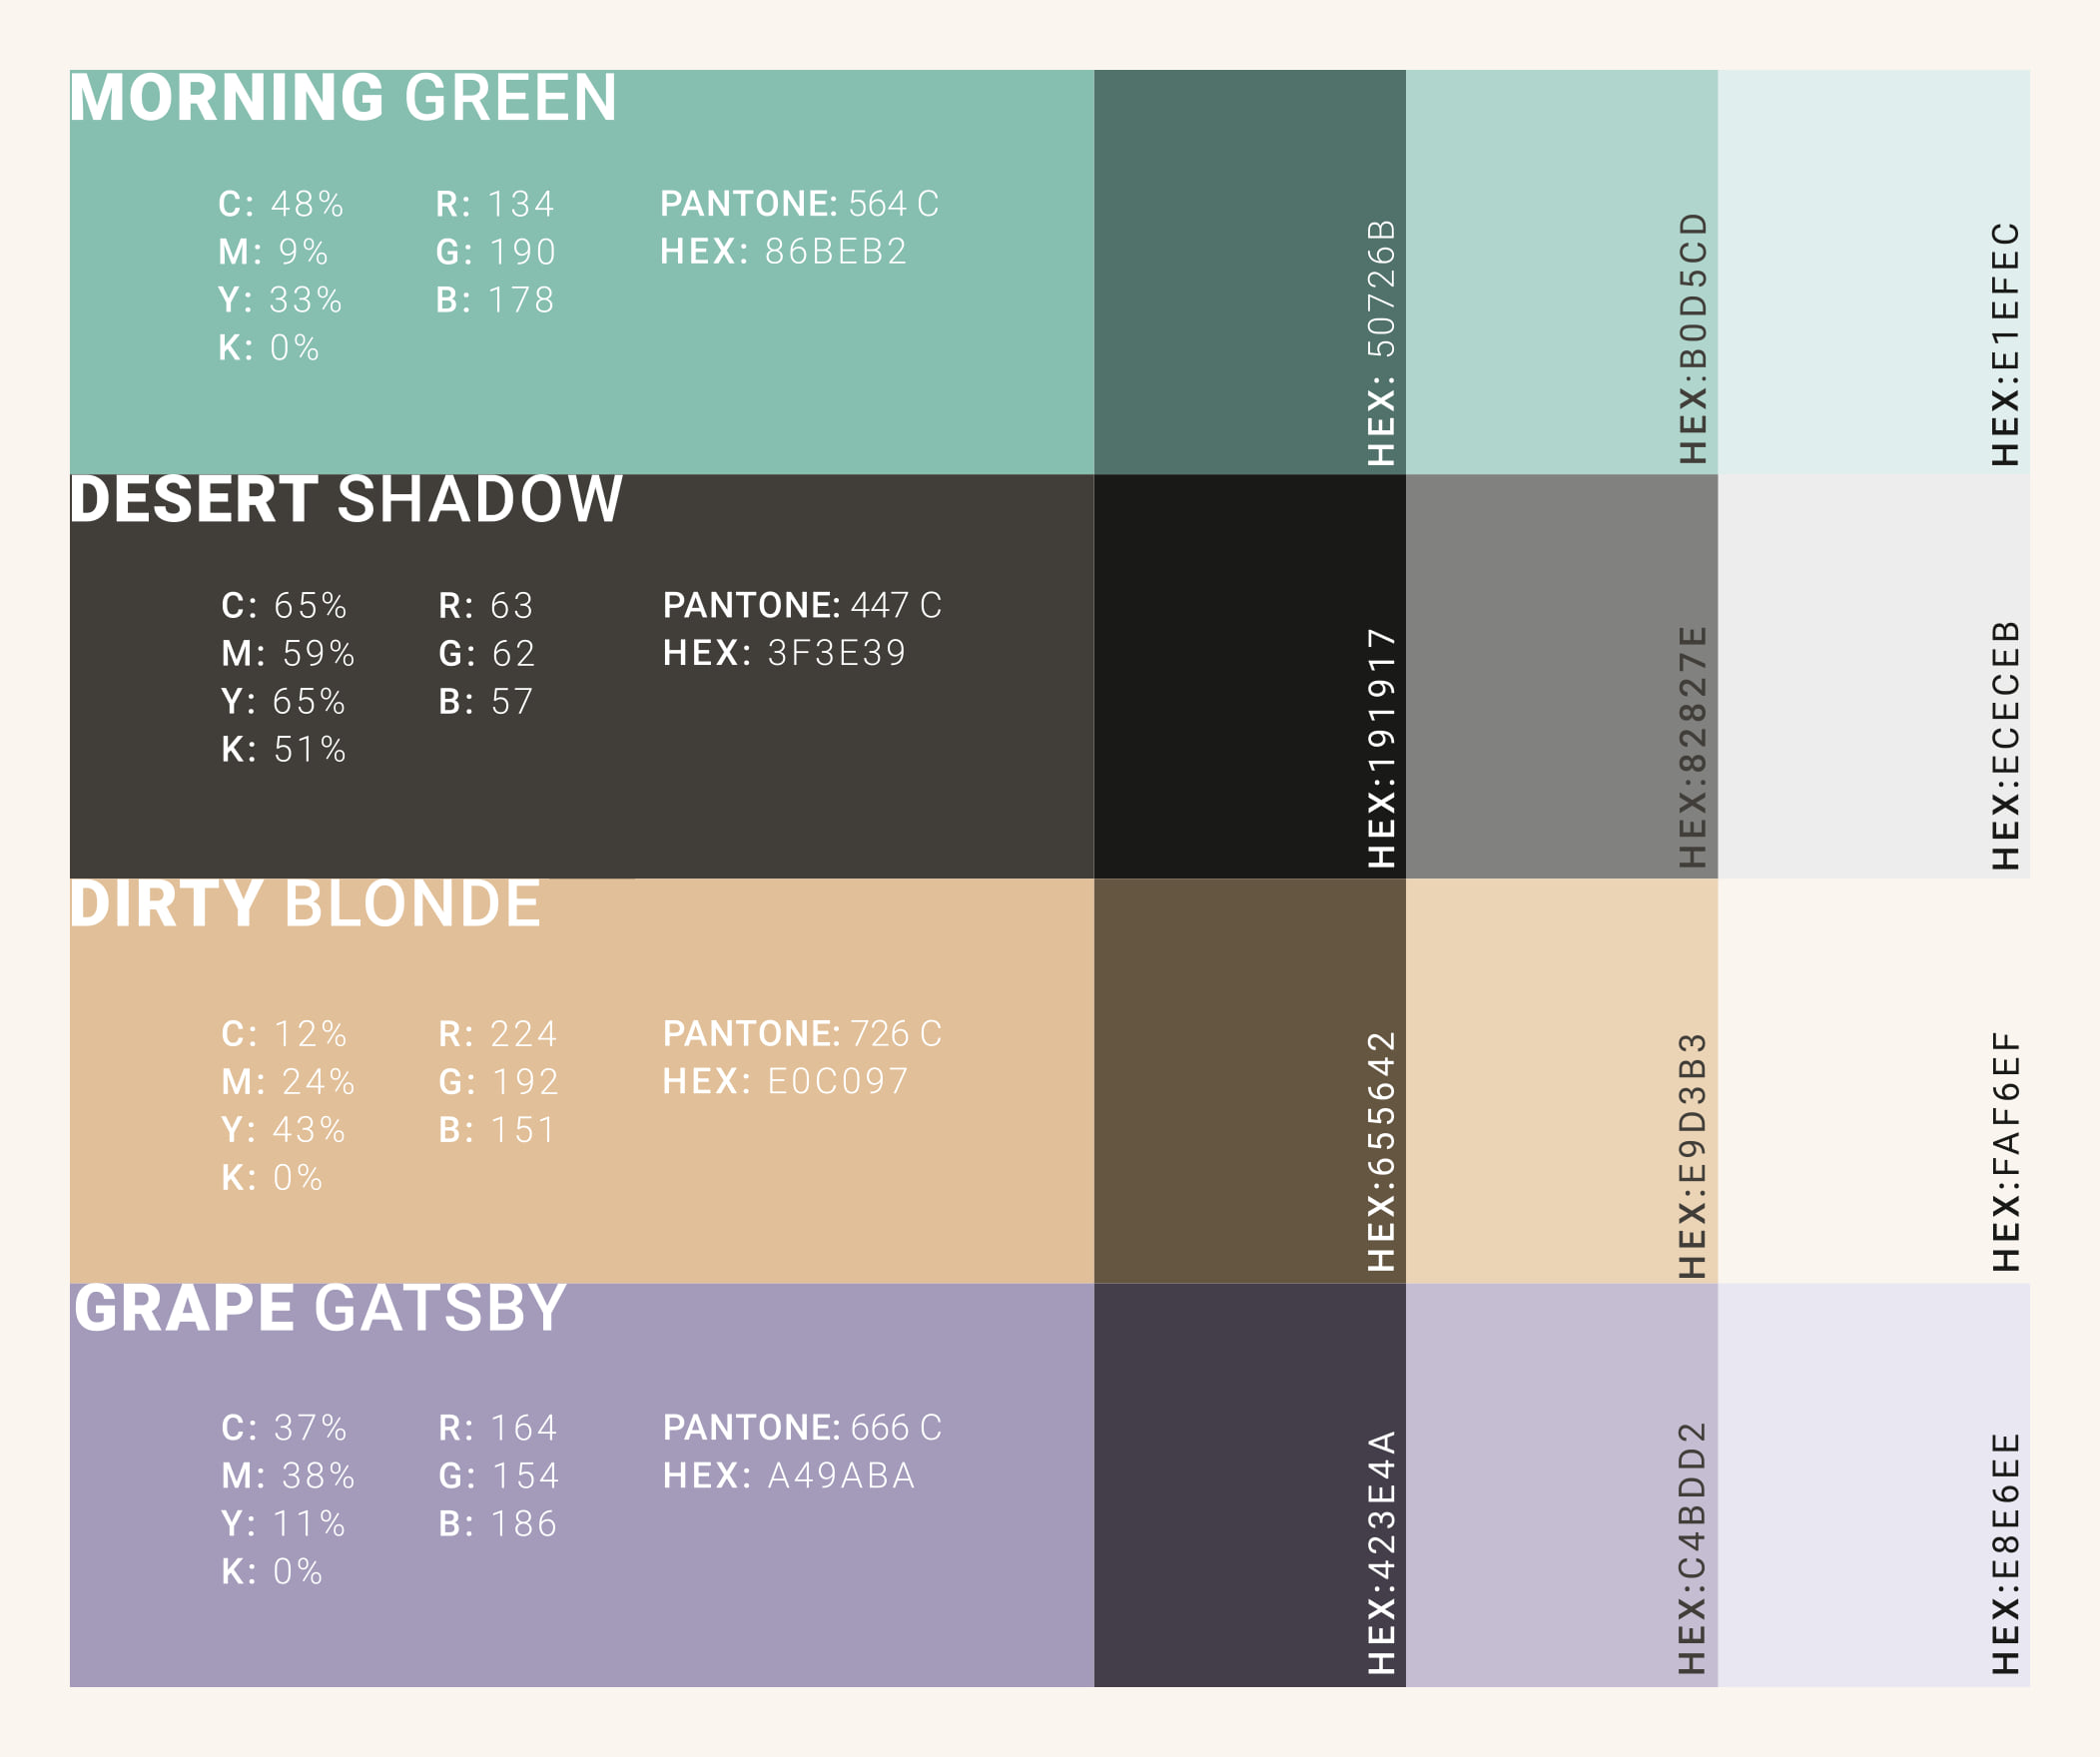 MORNING GREEN
C: 48%
M: 9%
Y: 33%
K: 0%
R: 134
G: 190
B: 178
PANTONE: 564 C
HEX: 86BEB2
HEX: 50726B
HEX:B0D5CD
HEX:E1EFEC
DESERT SHADOW
C: 65%
M: 59%
Y: 65%
K: 51%
R: 63
G: 62
B: 57
PANTONE: 447 C
HEX: 3F3E39
HEX:191917
HEX:82827E
HEX:ECECEB
DIRTY BLONDE
C: 12%
M: 24%
Y: 43%
K: 0%
R: 224
G: 192
B: 151
PANTONE: 726 C
HEX: E0C097
HEX:655642
HEX:E9D3B3
HEX:FAF6EF
GRAPE GATSBY
C: 37%
M: 38%
Y: 11%
K: 0%
R: 164
G: 154
B: 186
PANTONE: 666 C
HEX: A49ABA
HEX:423E4A
HEX:C4BDD2
HEX:E8E6EE